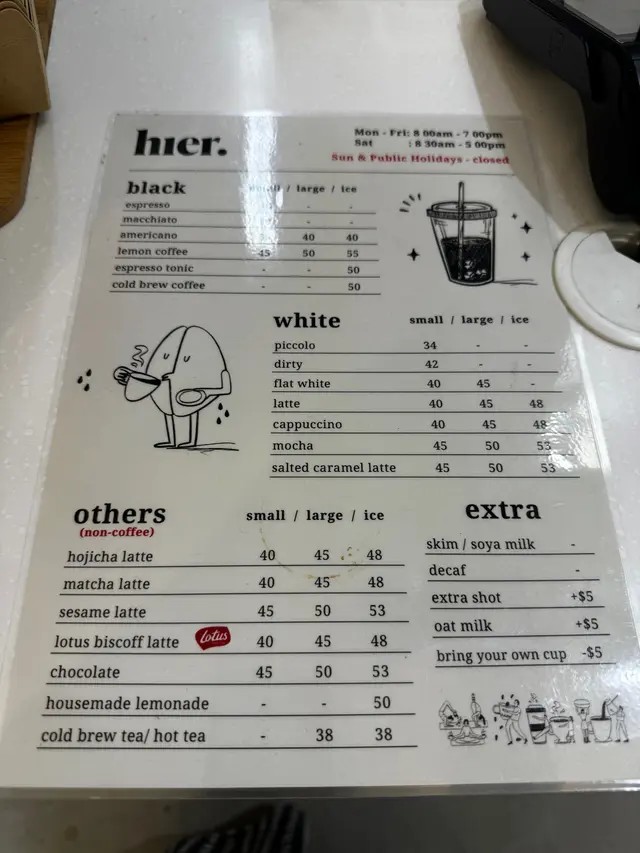 hier.
Mon - Fri: 8 00am - 7 00pm
Sat : 8 30am - 5 00pm
Sun & Public Holidays - closed
black
small / large / ice
espresso - -
macchiato - -
americano 40 40
lemon coffee 45 50 55
espresso tonic - - 50
cold brew coffee - - 50
white small / large / ice
piccolo 34 - -
dirty 42 - -
flat white 40 45 -
latte 40 45 48
cappuccino 40 45 48
mocha 45 50 53
salted caramel latte 45 50 53
others small / large / ice
(non-coffee)
hojicha latte 40 45 48
matcha latte 40 45 48
sesame latte 45 50 53
lotus biscoff latte Lotus 40 45 48
chocolate 45 50 53
housemade lemonade - - 50
cold brew tea/ hot tea - 38 38
extra
skim / soya milk -
decaf -
extra shot +$5
oat milk +$5
bring your own cup -$5